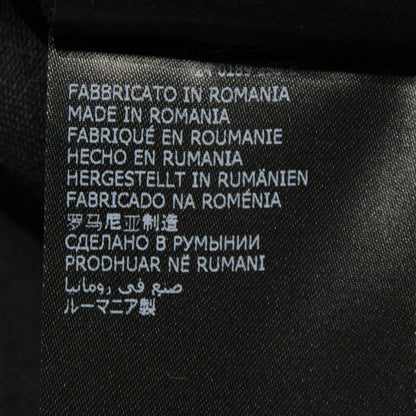 FABBRICATO IN ROMANIA
MADE IN ROMANIA
FABRIQUÉ EN ROUMANIE
HECHO EN RUMANIA
HERGESTELLT IN RUMÄNIEN
FABRICADO NA ROMÉNIA
罗马尼亚制造
СДЕЛАНО В РУМЫНИИ
PRODHUAR NË RUMANI
صنع في رومانيا
ルーマニア製